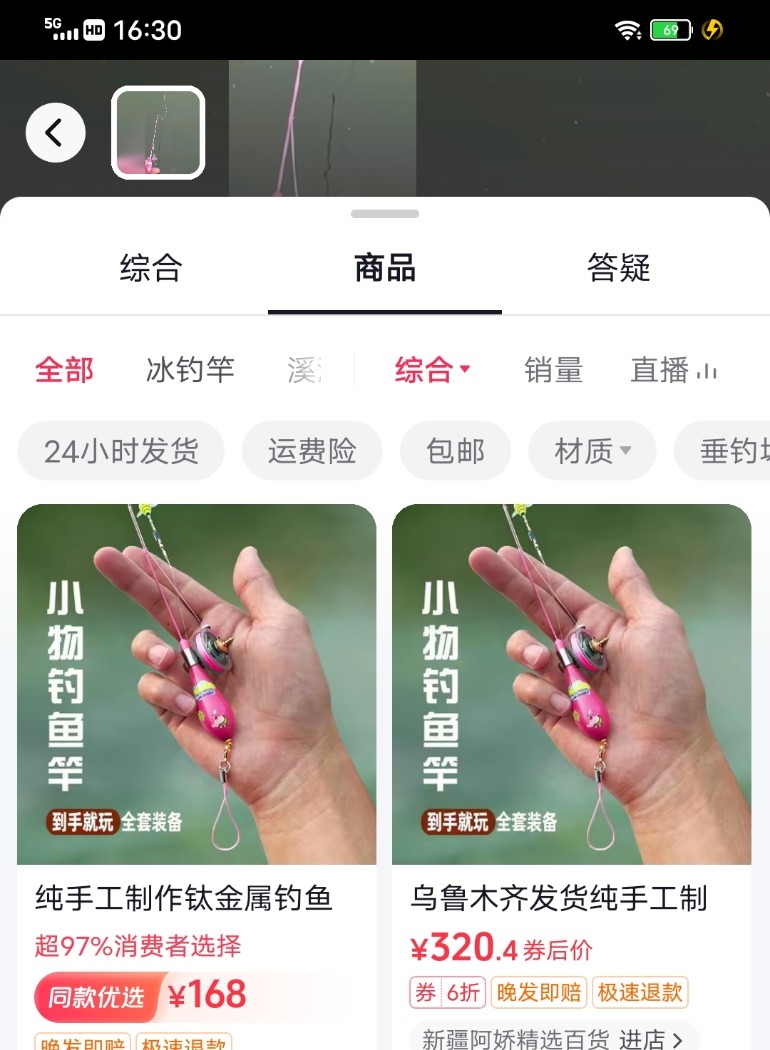 5G HD 16:30 69
综合 商品 答疑
全部 冰钓竿 溪 综合 销量 直播
24小时发货 运费险 包邮 材质 垂钓
小物钓鱼竿
到手就玩 全套装备
小物钓鱼竿
到手就玩 全套装备
纯手工制作钛金属钓鱼
超97%消费者选择
同款优选 ¥168
晚发即赔 极速退款
乌鲁木齐发货纯手工制
¥320.4 券后价
券 6折 晚发即赔 极速退款
新疆阿娇精选百货 进店